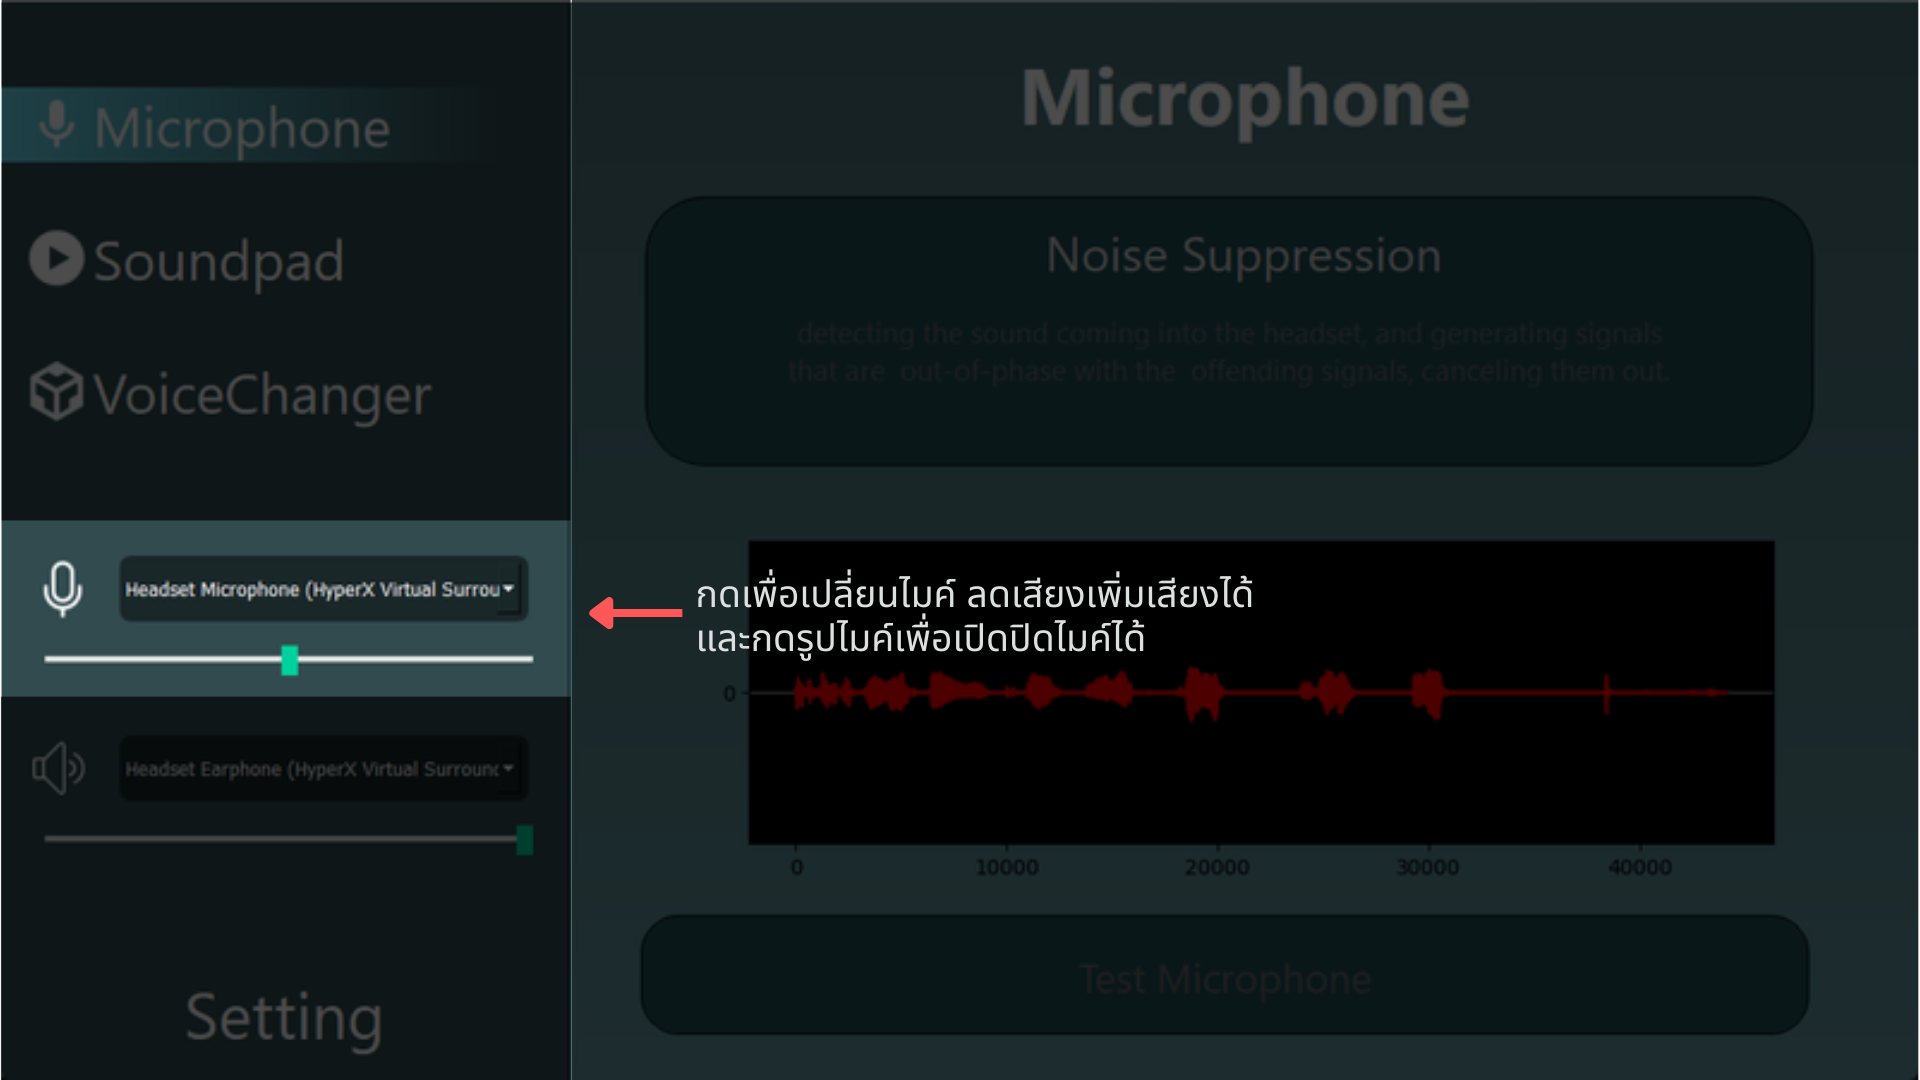 Microphone
Soundpad
VoiceChanger
Headset Microphone (HyperX Virtual Surrou
Headset Earphone (HyperX Virtual Surround
Setting
Microphone
Noise Suppression
detecting the sound coming into the headset, and generating signals
that are out-of-phase with the offending signals, canceling them out.
กดเพื่อเปลี่ยนไมค์ ลดเสียงเพิ่มเสียงได้
และกดรูปไมค์เพื่อเปิดปิดไมค์ได้
0
0 10000 20000 30000 40000
Test Microphone